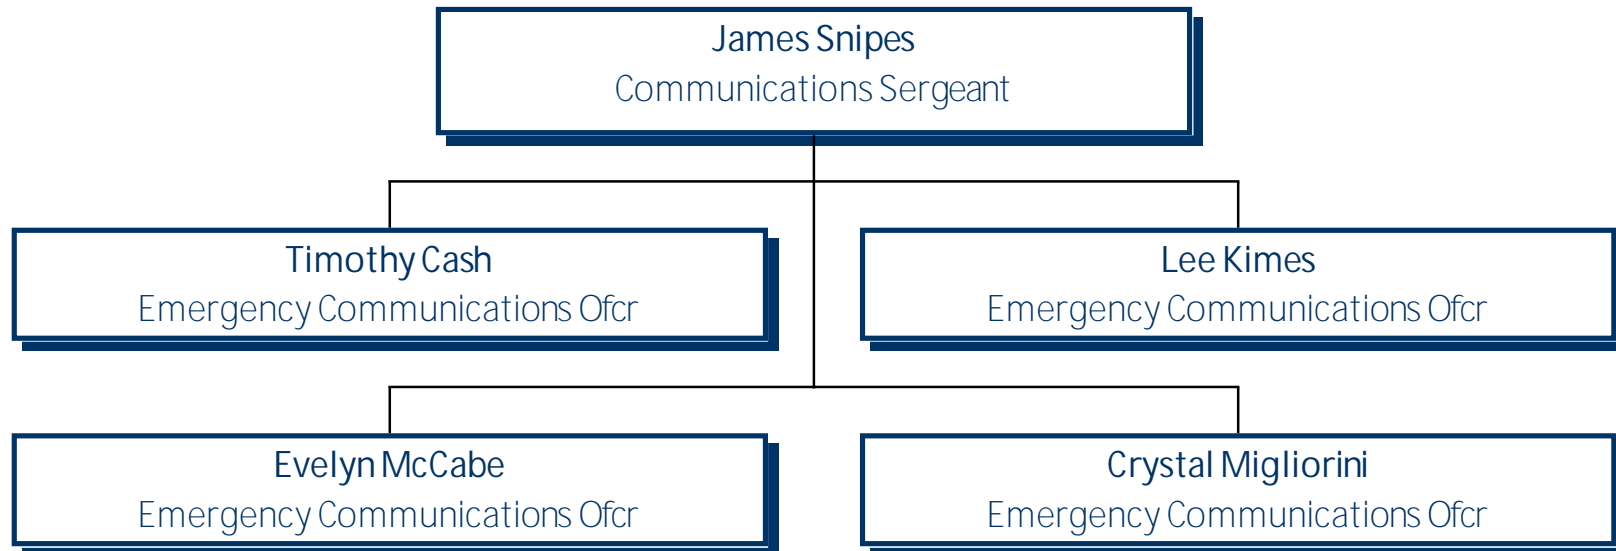 James Snipes
Communications Sergeant
Timothy Cash
Emergency Communications Ofcr
Lee Kimes
Emergency Communications Ofcr
Evelyn McCabe
Emergency Communications Ofcr
Crystal Migliorini
Emergency Communications Ofcr